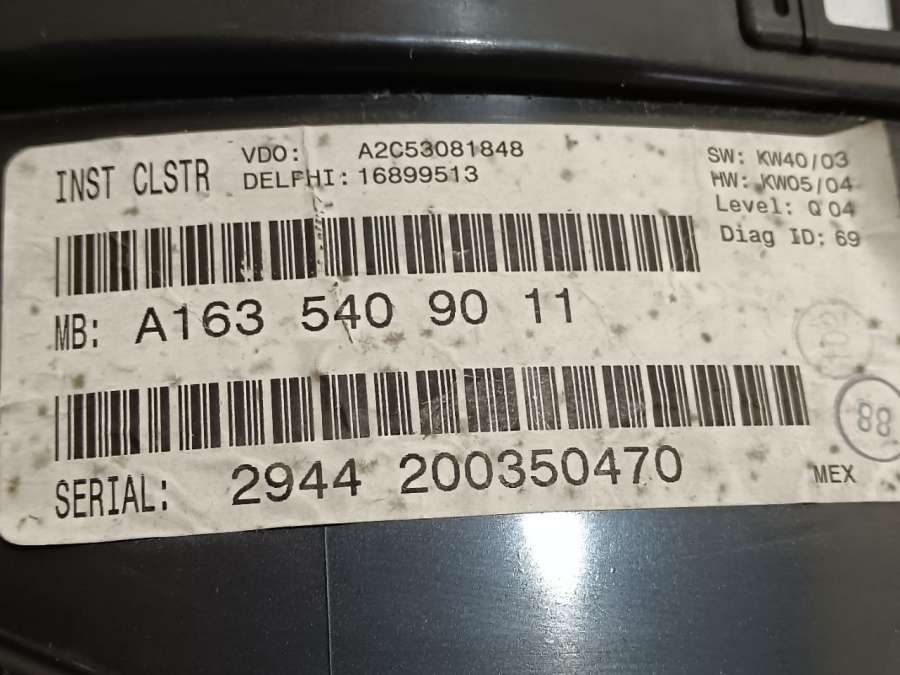 INST CLSTR
VDO: A2C53081848
DELPHI: 16899513
SW: KW40/03
HW: KW05/04
Level: Q 04
Diag ID: 69
MB: A163 540 90 11
SERIAL: 2944 200350470
88
MEX